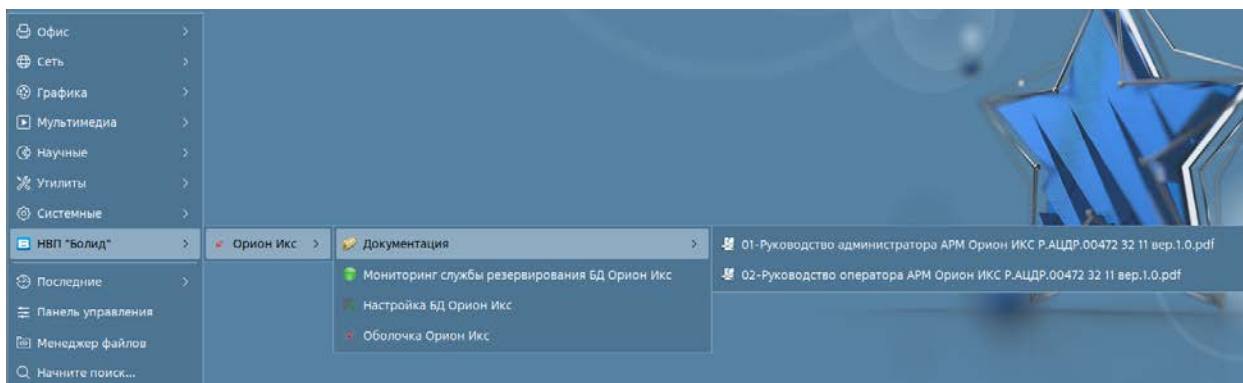 Офис
Сеть
Графика
Мультимедиа
Научные
Утилиты
Системные
НВП "Болид"
Последние
Панель управления
Менеджер файлов
Начните поиск...
Орион Икс
Документация
Мониторинг службы резервирования БД Орион Икс
Настройка БД Орион Икс
Оболочка Орион Икс
01-Руководство администратора АРМ Орион ИКС Р.АЦДР.00472 32 11 вер.1.0.pdf
02-Руководство оператора АРМ Орион ИКС Р.АЦДР.00472 32 11 вер.1.0.pdf